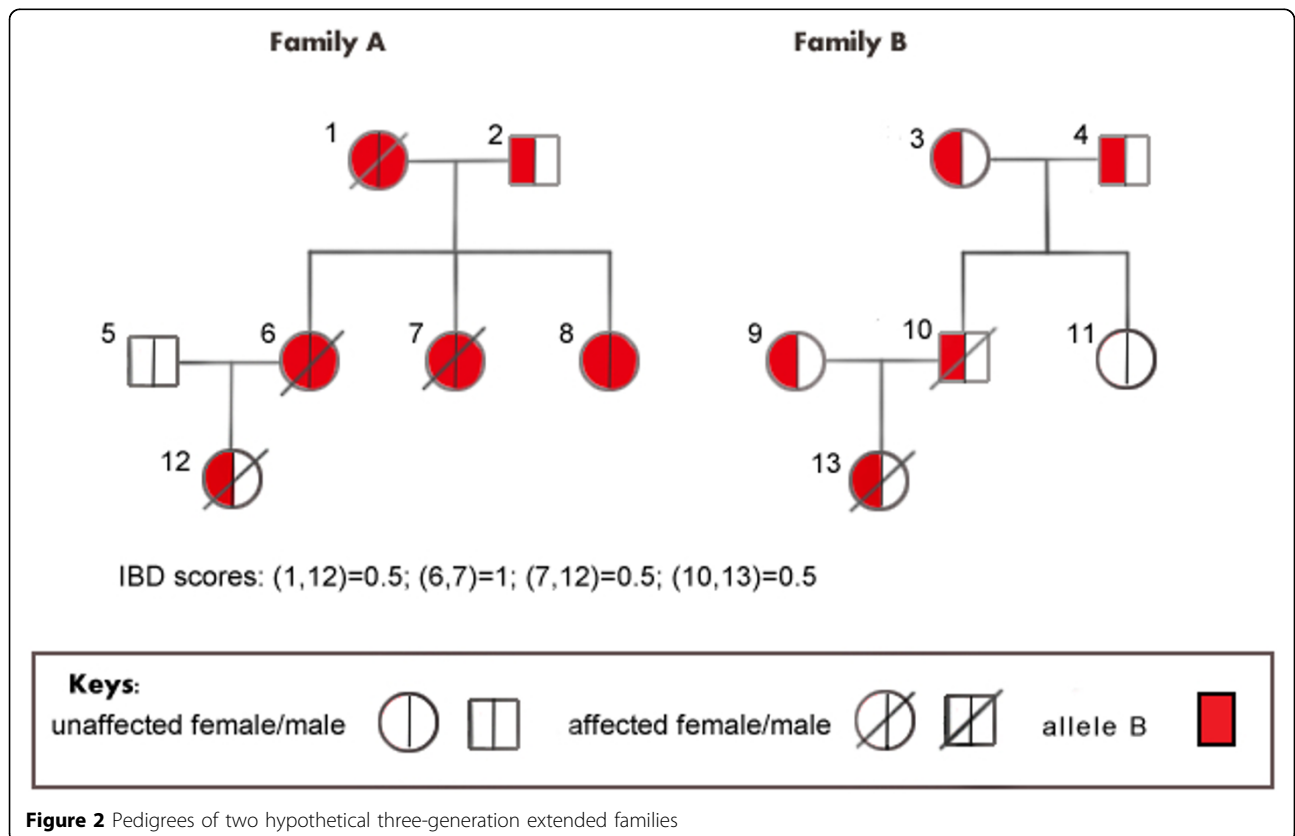 Family A
Family B
1
2
3
4
5
6
7
8
9
10
11
12
13
IBD scores: (1,12)=0.5; (6,7)=1; (7,12)=0.5; (10,13)=0.5
Keys:
unaffected female/male
affected female/male
allele B
Figure 2 Pedigrees of two hypothetical three-generation extended families